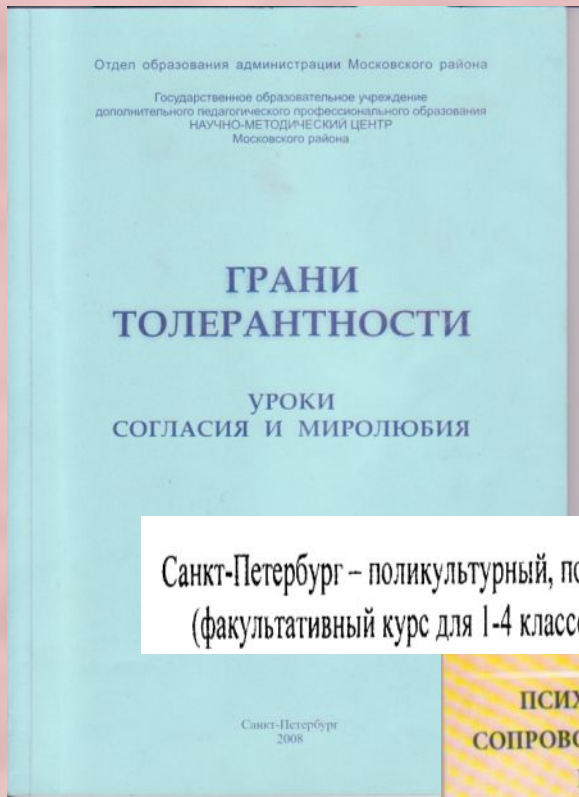 Отдел образования администрации Московского района
Государственное образовательное учреждение
дополнительного педагогического профессионального образования
НАУЧНО-МЕТОДИЧЕСКИЙ ЦЕНТР
Московского района
ГРАНИ
ТОЛЕРАНТНОСТИ
УРОКИ
СОГЛАСИЯ И МИРОЛЮБИЯ
Санкт-Петербург – поликультурный,
(факультативный курс для 1-4
Санкт-Петербург
2008